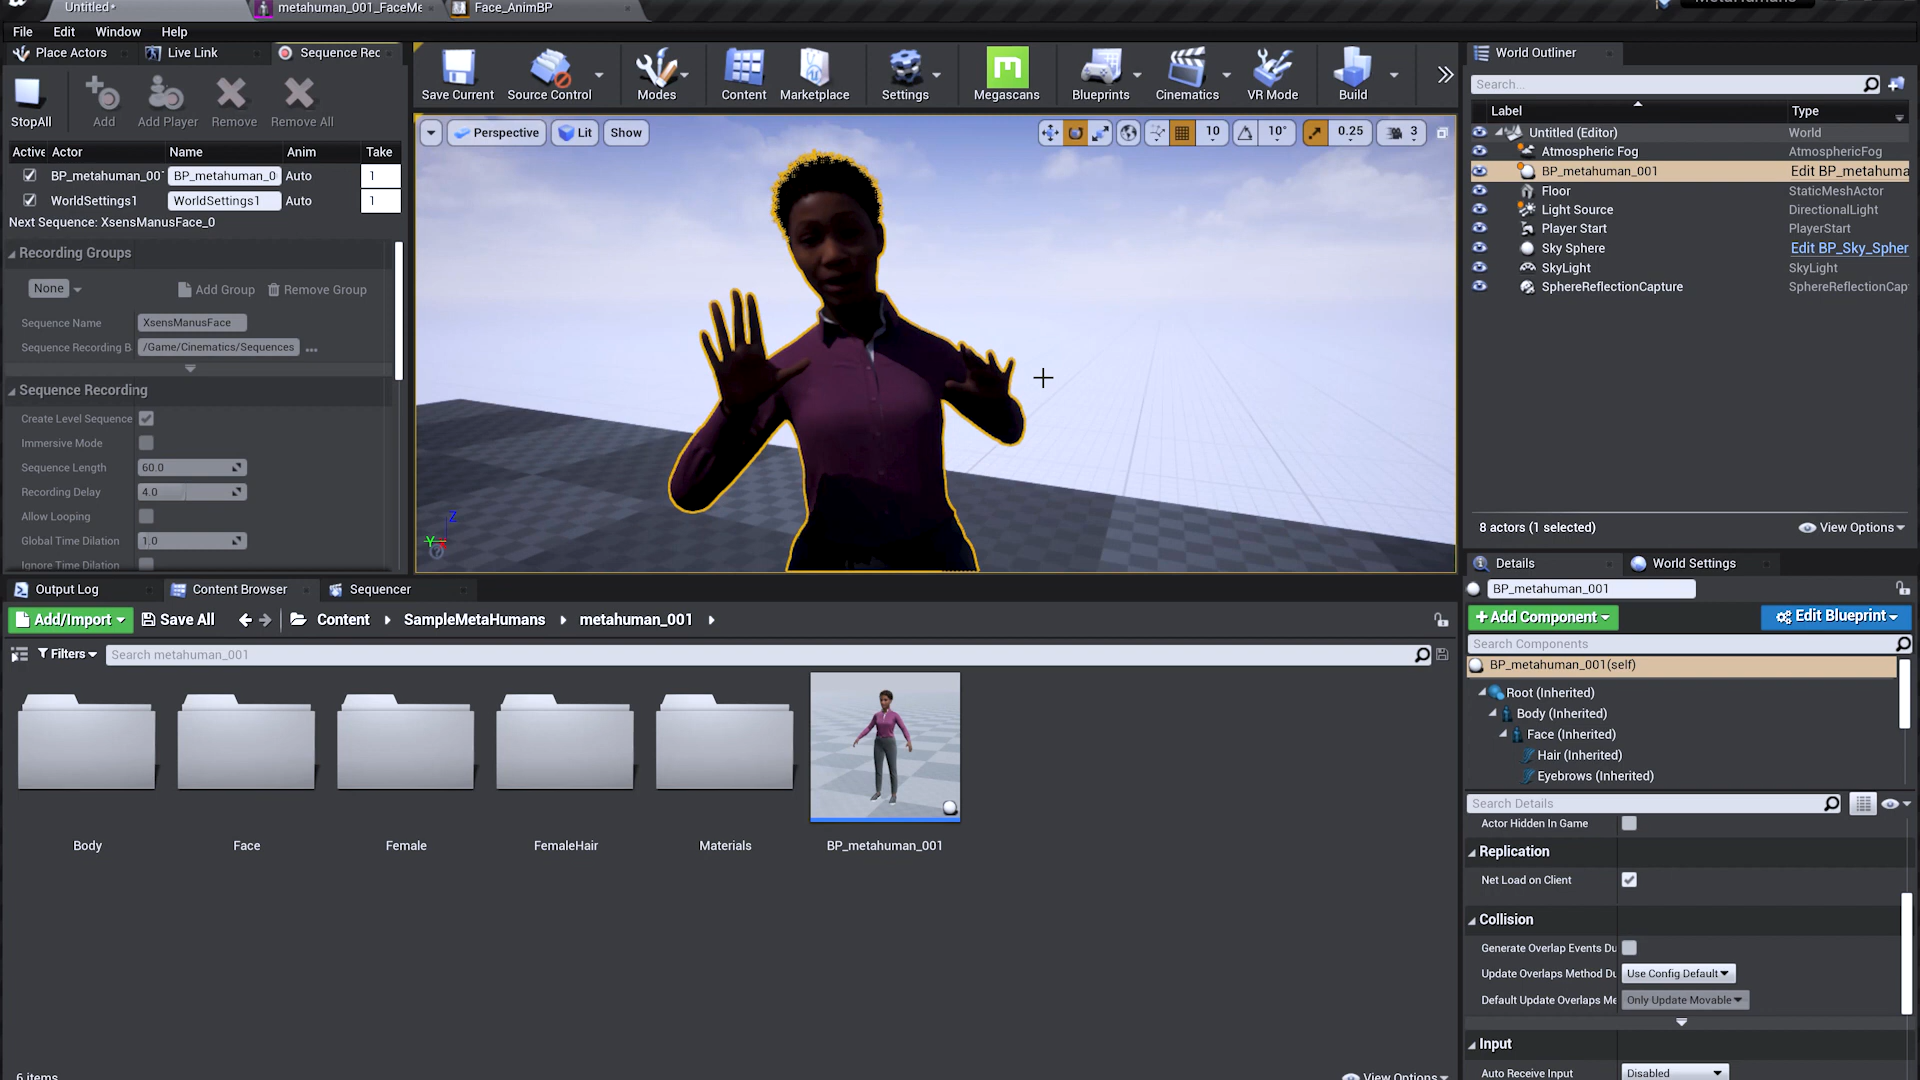 Untitled*
metahuman_001_FaceMe
Face_AnimBP
File Edit Window Help
Place Actors
Live Link
Sequence Rec
World Outliner
Save Current
Source Control
Modes
Content
Marketplace
Settings
Megascans
Blueprints
Cinematics
VR Mode
Build
StopAll
Add
Add Player
Remove
Remove All
Search...
Label
Type
Active Actor Name Anim Take
BP_metahuman_001 BP_metahuman_0 Auto 1
WorldSettings1 WorldSettings1 Auto 1
Next Sequence: XsensManusFace_0
Recording Groups
None
Add Group
Remove Group
Sequence Name XsensManusFace
Sequence Recording B /Game/Cinematics/Sequences ...
Sequence Recording
Create Level Sequence
Immersive Mode
Sequence Length 60.0
Recording Delay 4.0
Allow Looping
Global Time Dilation 1.0
Ignore Time Dilation
Perspective
Lit
Show
10
10°
0.25
3
Z
Y
Untitled (Editor) World
Atmospheric Fog AtmosphericFog
BP_metahuman_001 Edit BP_metahuma
Floor StaticMeshActor
Light Source DirectionalLight
Player Start PlayerStart
Sky Sphere Edit BP_Sky_Spher
SkyLight SkyLight
SphereReflectionCapture SphereReflectionCap
8 actors (1 selected)
View Options
Output Log
Content Browser
Sequencer
Add/Import
Save All
Content
SampleMetaHumans
metahuman_001
Filters
Search metahuman_001
Body
Face
Female
FemaleHair
Materials
BP_metahuman_001
6 items
View Options
Details
World Settings
BP_metahuman_001
+Add Component
Edit Blueprint
Search Components
BP_metahuman_001(self)
Root (Inherited)
Body (Inherited)
Face (Inherited)
Hair (Inherited)
Eyebrows (Inherited)
Search Details
Actor Hidden In Game
Replication
Net Load on Client
Collision
Generate Overlap Events Du
Update Overlaps Method Du Use Config Default
Default Update Overlaps Me Only Update Movable
Input
Auto Receive Input Disabled